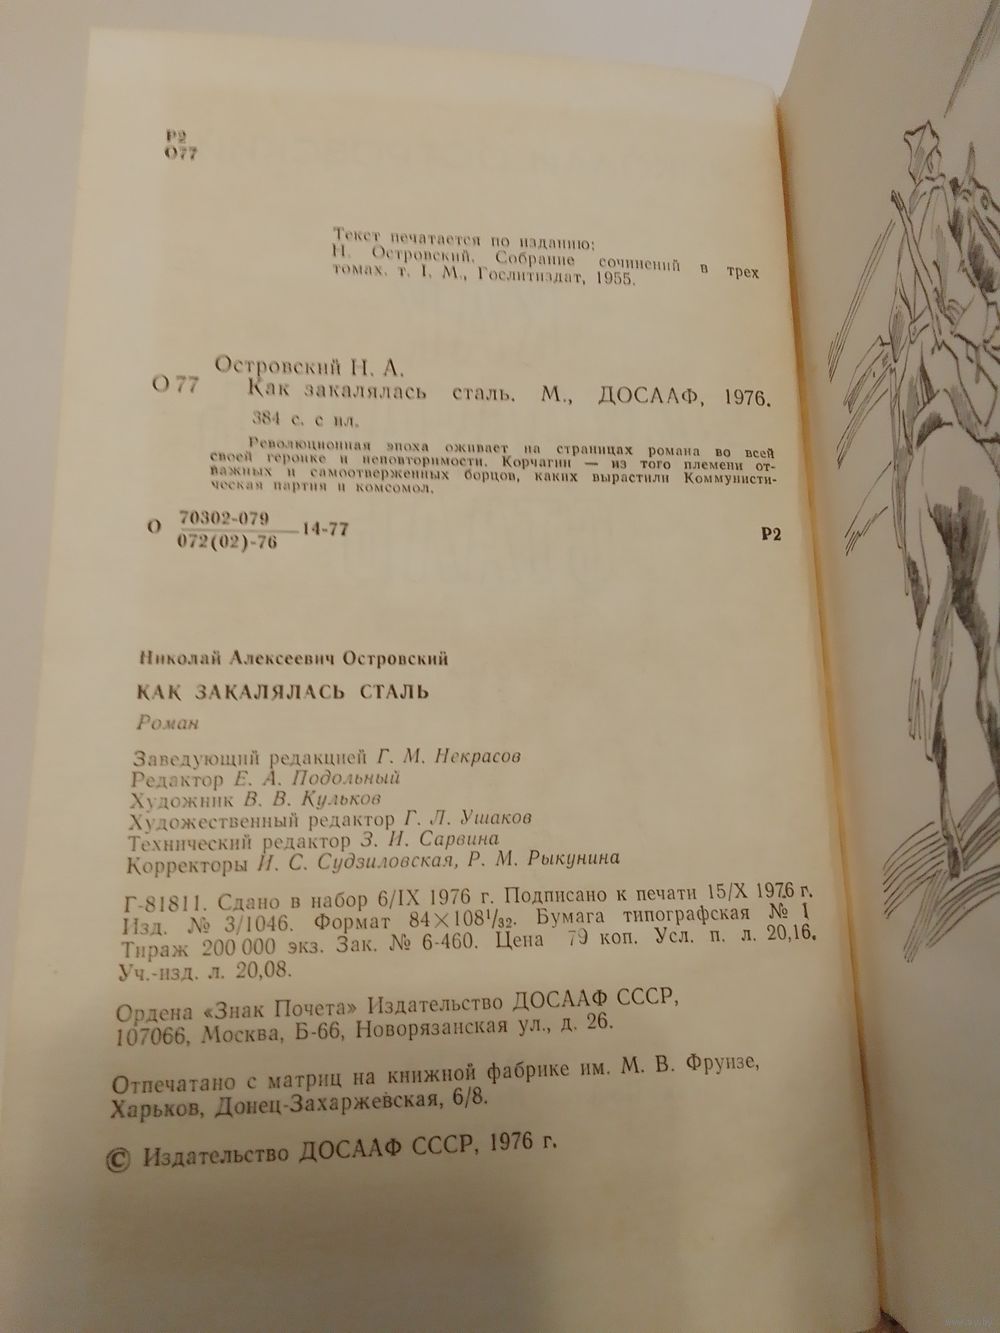 Р2
О77
Текст печатается по изданию:
Н. Островский. Собрание сочинений в трех
томах. т. I. М., Гослитиздат, 1955.
Островский Н. А.
О 77 Как закалялась сталь. М., ДОСААФ, 1976.
384 с. с ил.
Революционная эпоха оживает на страницах романа во всей
своей героике и неповторимости. Корчагин — из того племени от-
важных и самоотверженных борцов, каких вырастили Коммунисти-
ческая партия и комсомол.
О 70302-079
072(02)-76 —14-77 Р2
Николай Алексеевич Островский
КАК ЗАКАЛЯЛАСЬ СТАЛЬ
Роман
Заведующий редакцией Г. М. Некрасов
Редактор Е. А. Подольный
Художник В. В. Кульков
Художественный редактор Г. Л. Ушаков
Технический редактор З. И. Сарвина
Корректоры И. С. Судзиловская, Р. М. Рыкунина
Г-81811. Сдано в набор 6/IX 1976 г. Подписано к печати 15/X 1976 г.
Изд. № 3/1046. Формат 84×108¹/₃₂. Бумага типографская № 1
Тираж 200 000 экз. Зак. № 6-460. Цена 79 коп. Усл. п. л. 20,16.
Уч.-изд. л. 20,08.
Ордена «Знак Почета» Издательство ДОСААФ СССР,
107066, Москва, Б-66, Новорязанская ул., д. 26.
Отпечатано с матриц на книжной фабрике им. М. В. Фрунзе,
Харьков, Донец-Захаржевская, 6/8.
© Издательство ДОСААФ СССР, 1976 г.